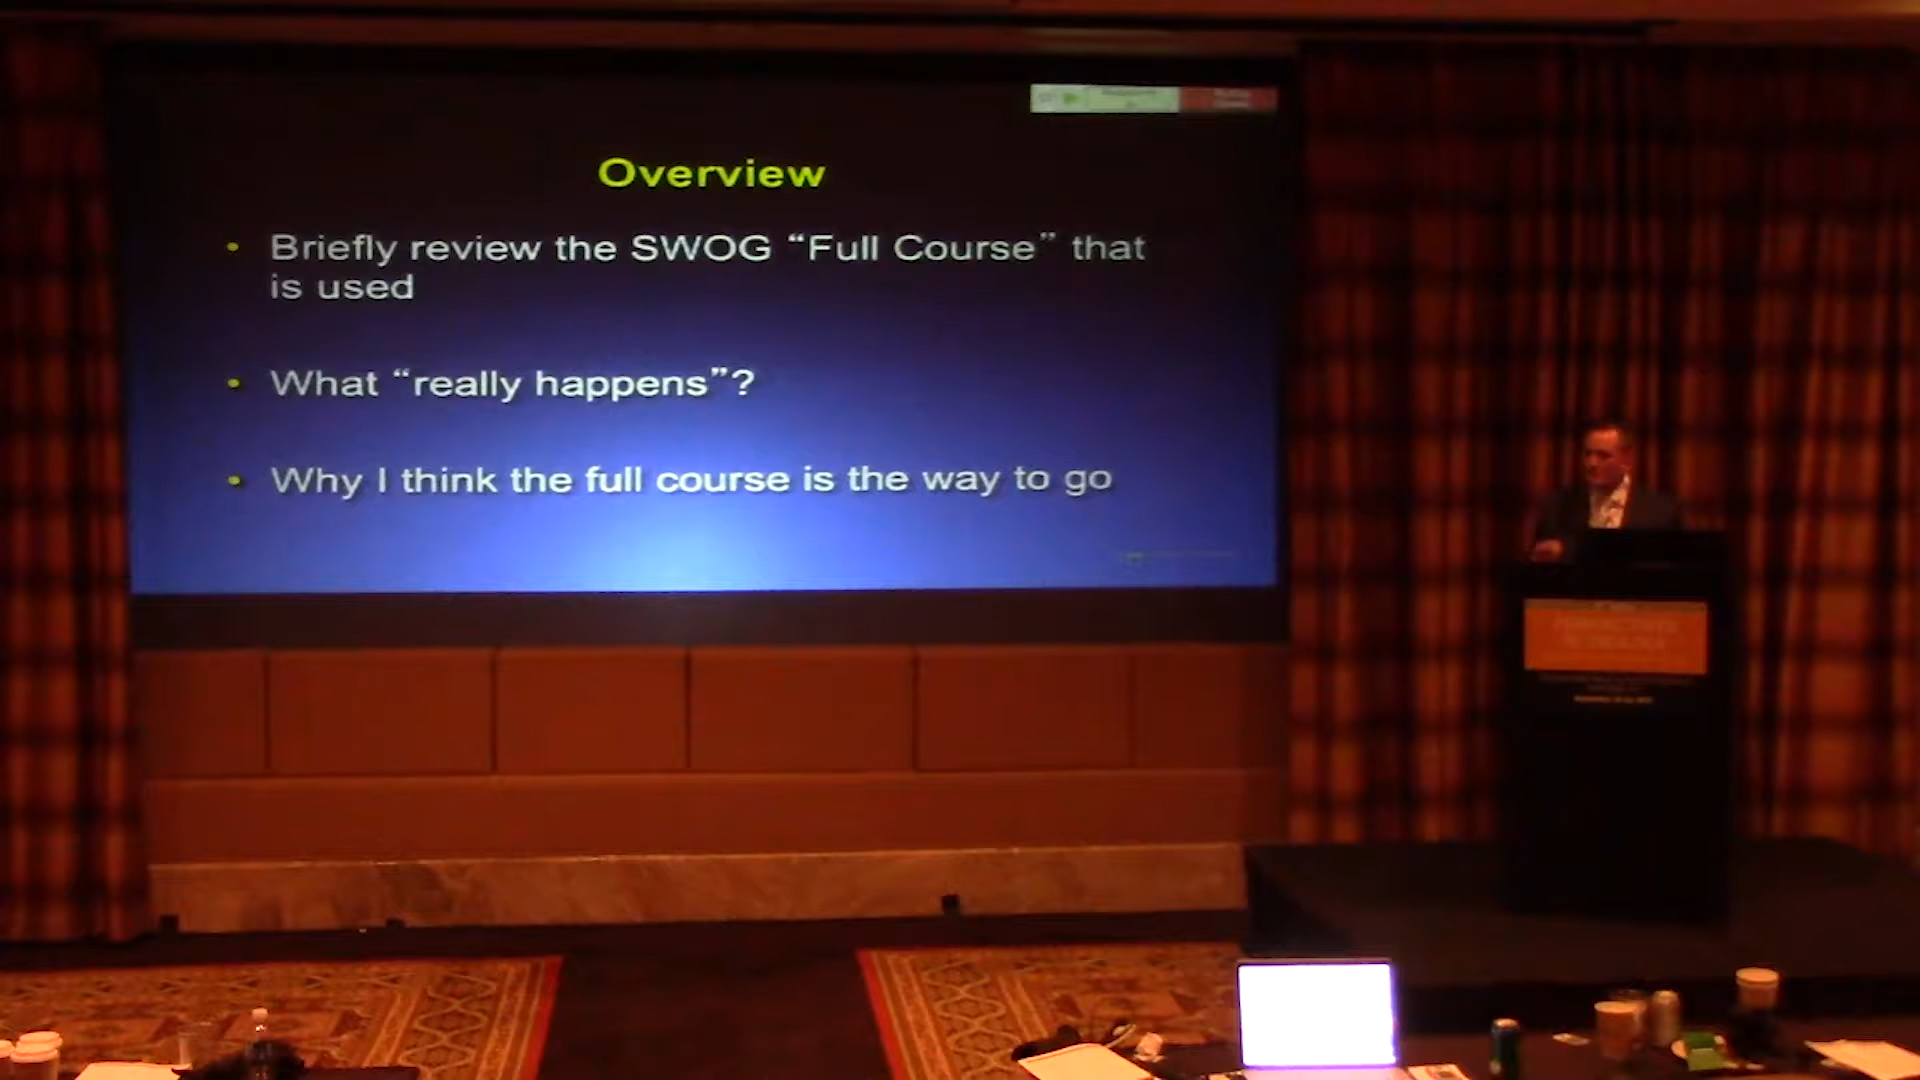 Overview
• Briefly review the SWOG “Full Course” that
is used
• What “really happens”?
• Why I think the full course is the way to go